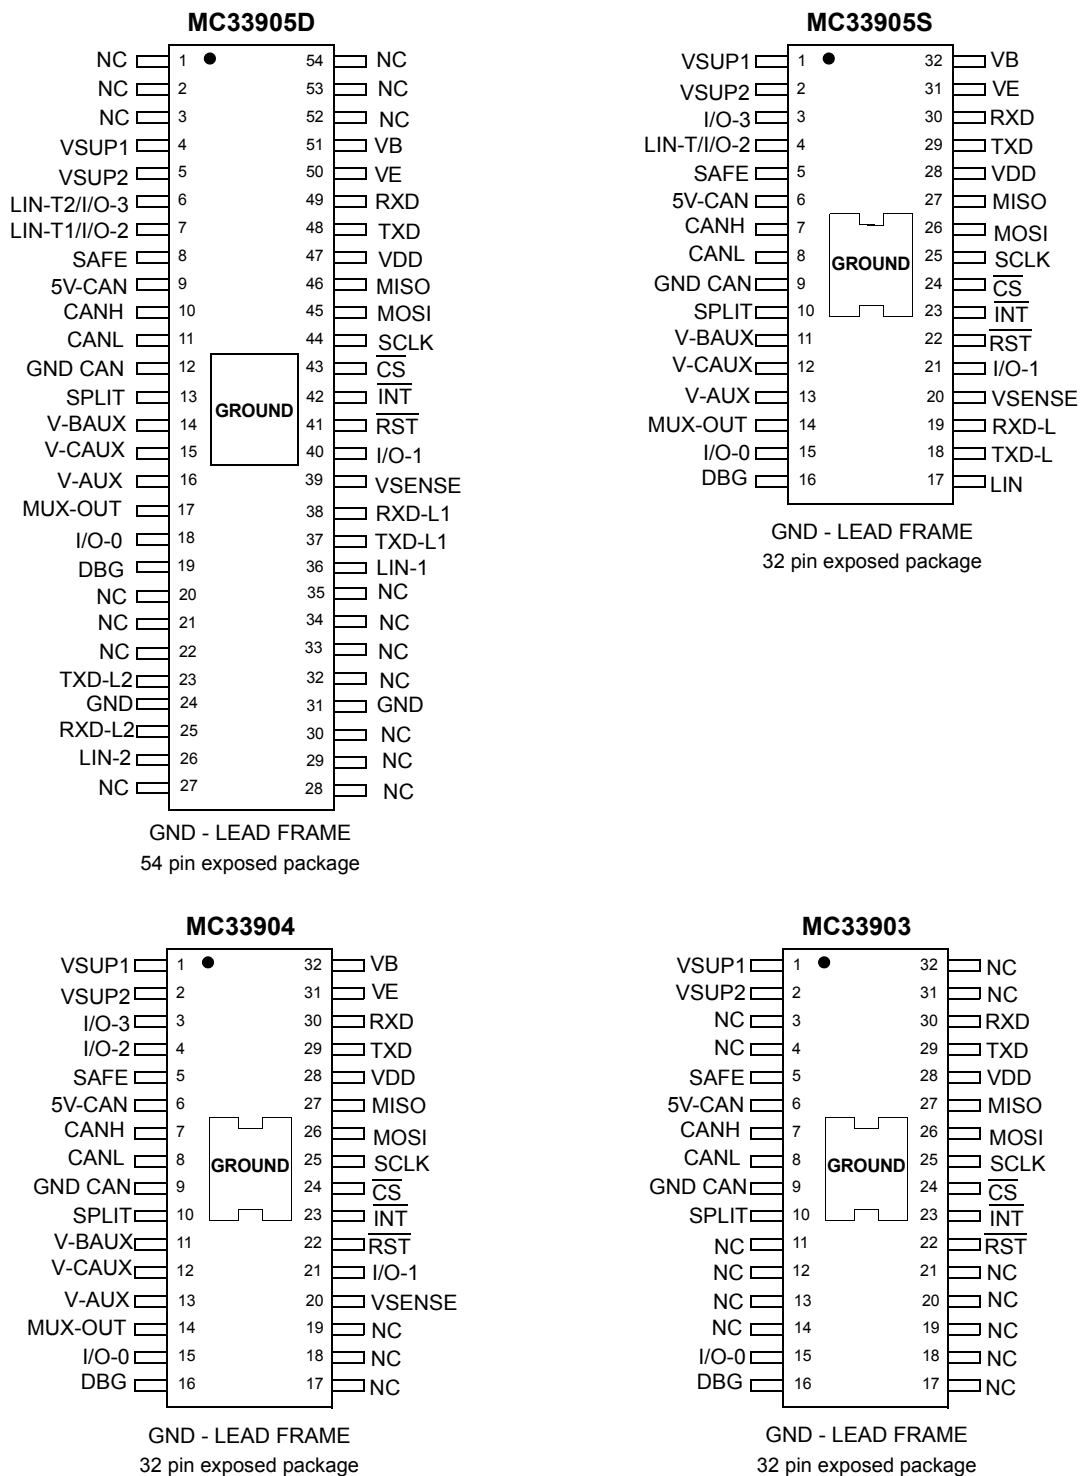 MC33905D
NC 1 54 NC
NC 2 53 NC
NC 3 52 NC
VSUP1 4 51 VB
VSUP2 5 50 VE
LIN-T2/I/O-3 6 49 RXD
LIN-T1/I/O-2 7 48 TXD
SAFE 8 47 VDD
5V-CAN 9 46 MISO
CANH 10 45 MOSI
CANL 11 44 SCLK
GND CAN 12 43 CS
SPLIT 13 42 INT
GROUND
V-BAUX 14 41 RST
V-CAUX 15 40 I/O-1
V-AUX 16 39 VSENSE
MUX-OUT 17 38 RXD-L1
I/O-0 18 37 TXD-L1
DBG 19 36 LIN-1
NC 20 35 NC
NC 21 34 NC
NC 22 33 NC
TXD-L2 23 32 NC
GND 24 31 GND
RXD-L2 25 30 NC
LIN-2 26 29 NC
NC 27 28 NC
GND - LEAD FRAME
54 pin exposed package
MC33905S
VSUP1 1 32 VB
VSUP2 2 31 VE
I/O-3 3 30 RXD
LIN-T/I/O-2 4 29 TXD
SAFE 5 28 VDD
5V-CAN 6 27 MISO
CANH 7 26 MOSI
CANL 8 25 SCLK
GROUND
GND CAN 9 24 CS
SPLIT 10 23 INT
V-BAUX 11 22 RST
V-CAUX 12 21 I/O-1
V-AUX 13 20 VSENSE
MUX-OUT 14 19 RXD-L
I/O-0 15 18 TXD-L
DBG 16 17 LIN
GND - LEAD FRAME
32 pin exposed package
MC33904
VSUP1 1 32 VB
VSUP2 2 31 VE
I/O-3 3 30 RXD
I/O-2 4 29 TXD
SAFE 5 28 VDD
5V-CAN 6 27 MISO
CANH 7 26 MOSI
CANL 8 GROUND 25 SCLK
GND CAN 9 24 CS
SPLIT 10 23 INT
V-BAUX 11 22 RST
V-CAUX 12 21 I/O-1
V-AUX 13 20 VSENSE
MUX-OUT 14 19 NC
I/O-0 15 18 NC
DBG 16 17 NC
GND - LEAD FRAME
32 pin exposed package
MC33903
VSUP1 1 32 NC
VSUP2 2 31 NC
NC 3 30 RXD
NC 4 29 TXD
SAFE 5 28 VDD
5V-CAN 6 27 MISO
CANH 7 26 MOSI
CANL 8 GROUND 25 SCLK
GND CAN 9 24 CS
SPLIT 10 23 INT
NC 11 22 RST
NC 12 21 NC
NC 13 20 NC
NC 14 19 NC
I/O-0 15 18 NC
DBG 16 17 NC
GND - LEAD FRAME
32 pin exposed package